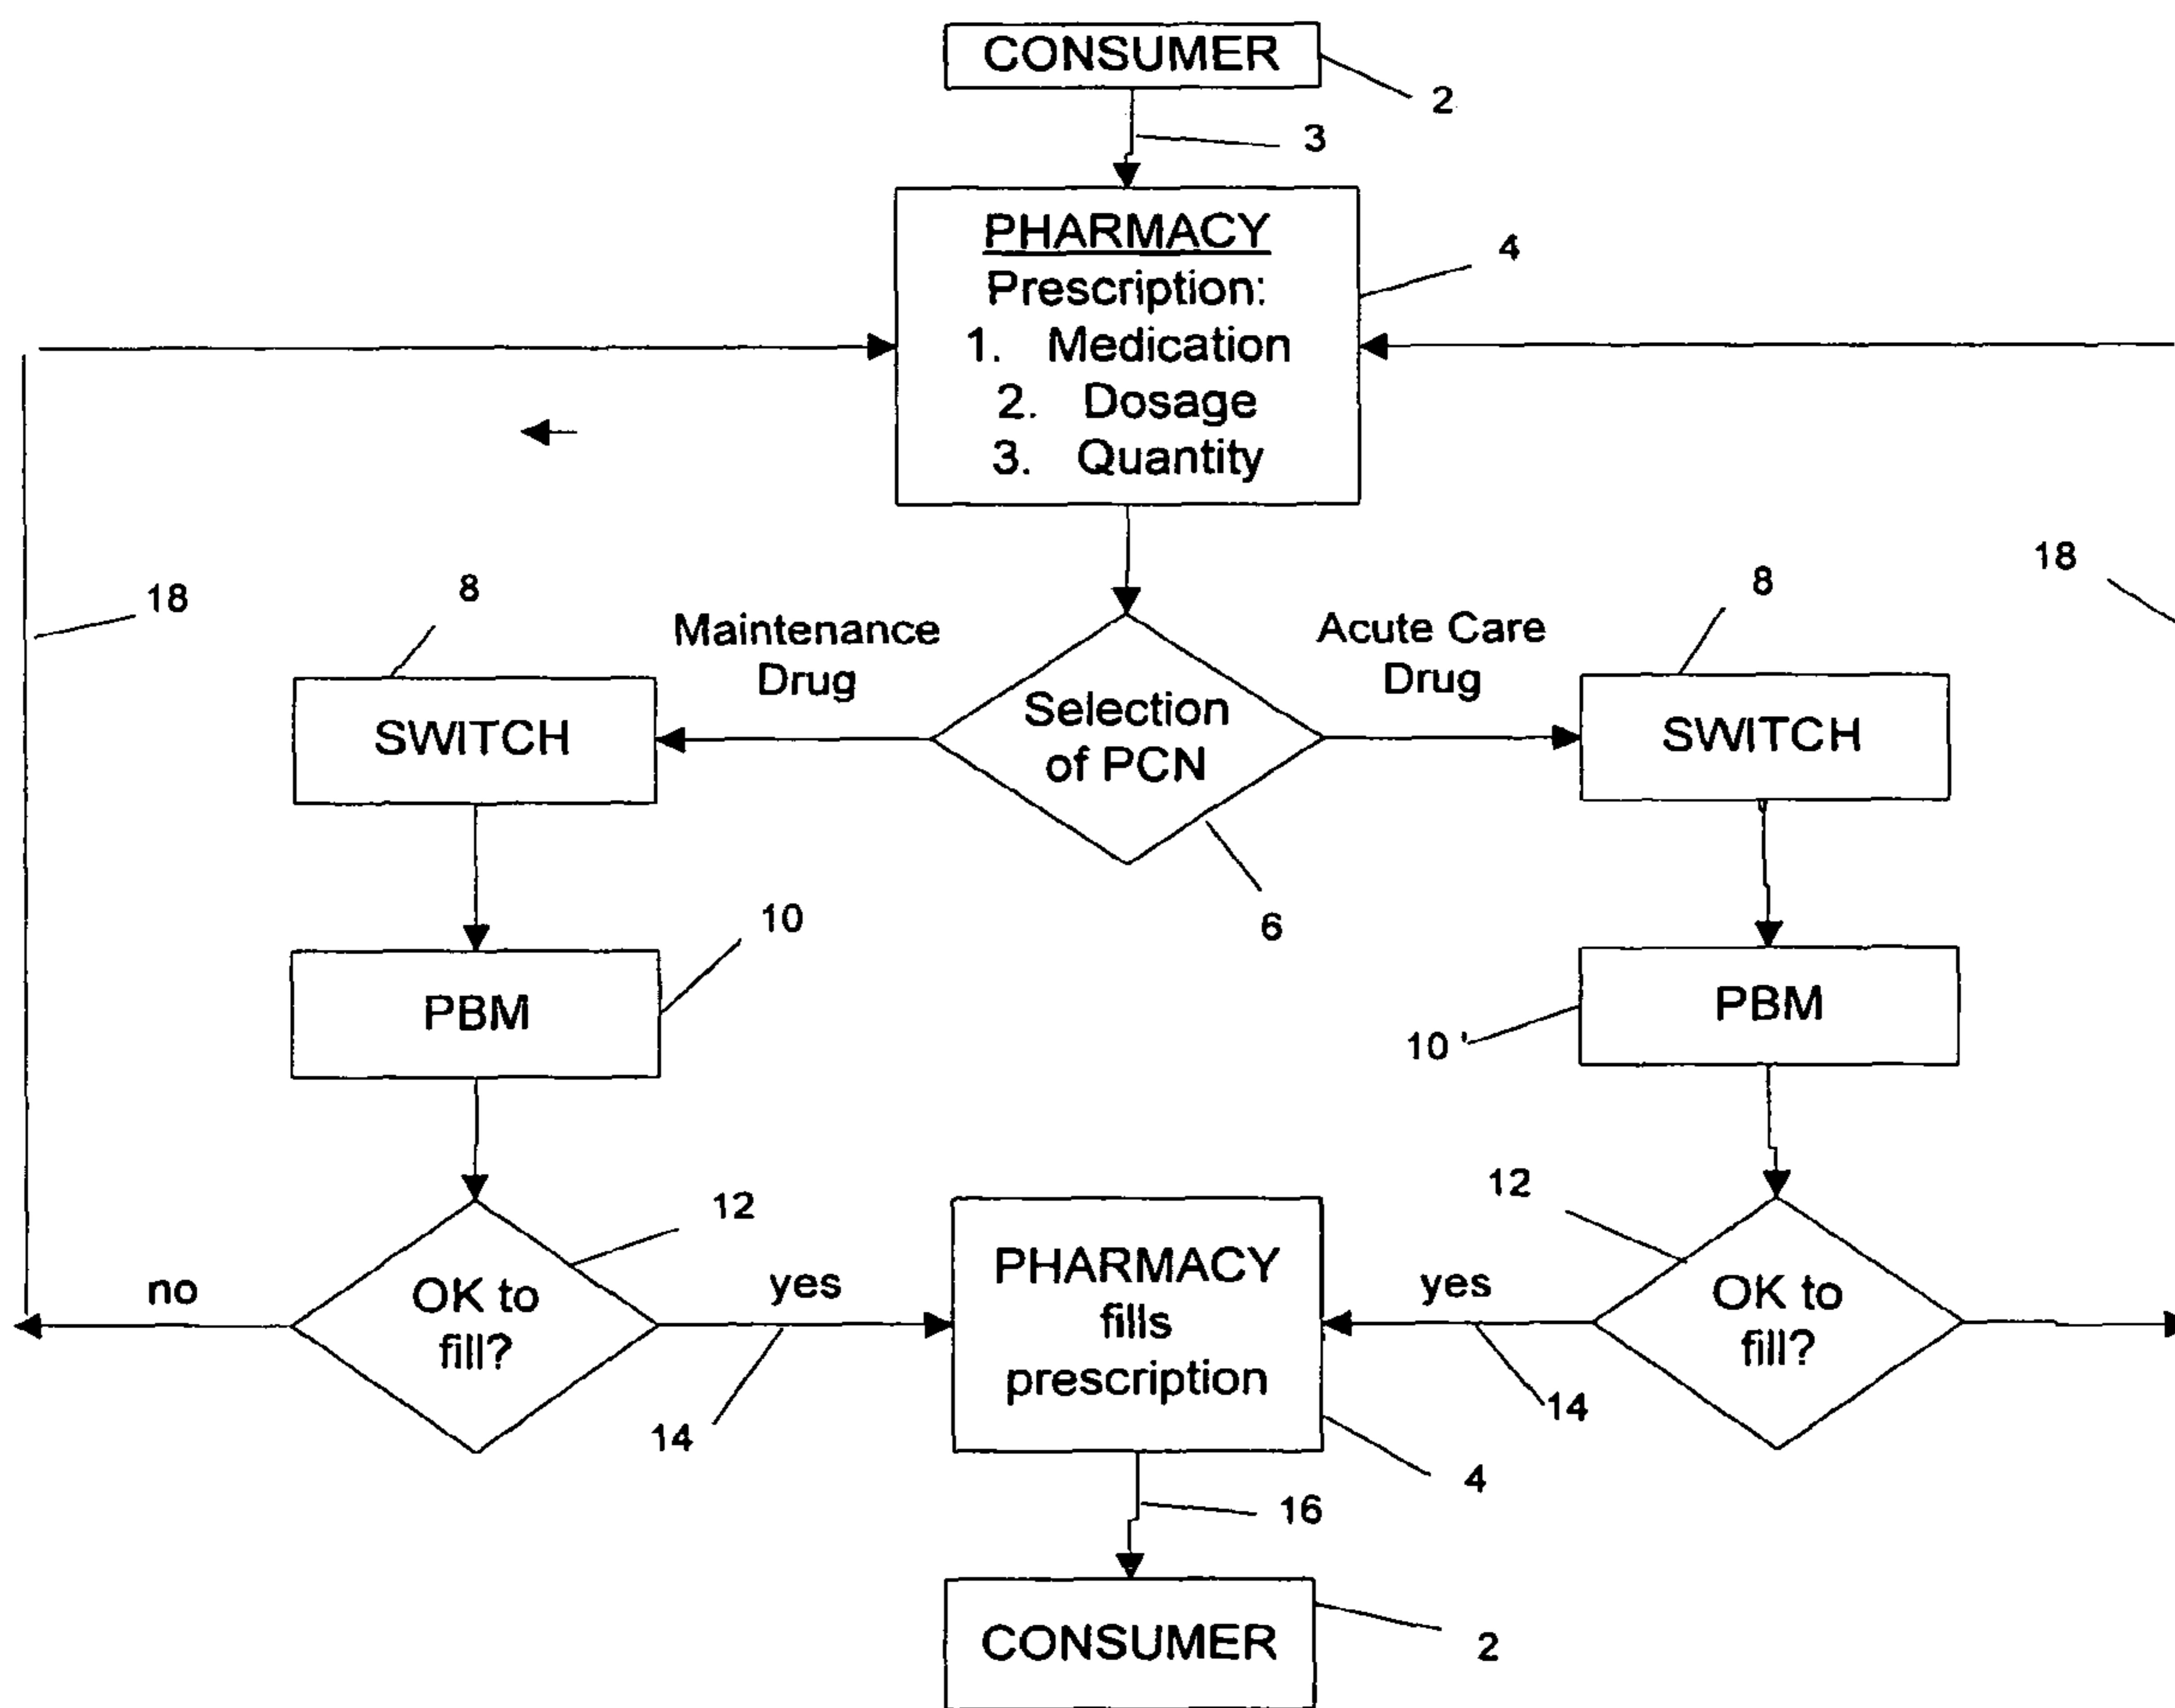 CONSUMER
2
3
PHARMACY
Prescription:
1. Medication
2. Dosage
3. Quantity
4
18
8
Maintenance
Drug
Acute Care
Drug
8
18
SWITCH
Selection
of PCN
SWITCH
6
10
PBM
10'
PBM
12
12
no
OK to
fill?
yes
14
PHARMACY
fills
prescription
yes
14
OK to
fill?
4
16
CONSUMER
2